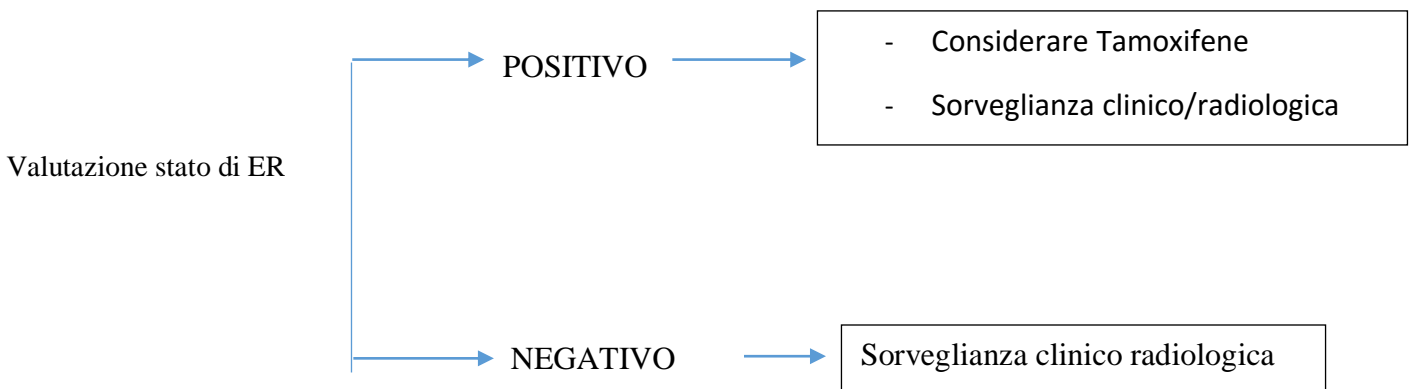 - Considerare Tamoxifene
POSITIVO
- Sorveglianza clinico/radiologica
Valutazione stato di ER
NEGATIVO
Sorveglianza clinico radiologica